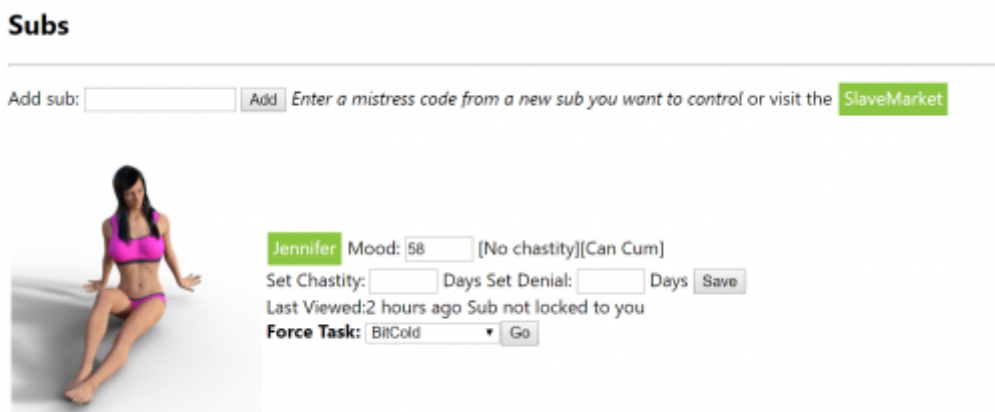 Subs
Add sub: Add Enter a mistress code from a new sub you want to control or visit the SlaveMarket
Jennifer Mood: 58 [No chastity][Can Cum]
Set Chastity: Days Set Denial: Days Save
Last Viewed:2 hours ago Sub not locked to you
Force Task: BitCold Go